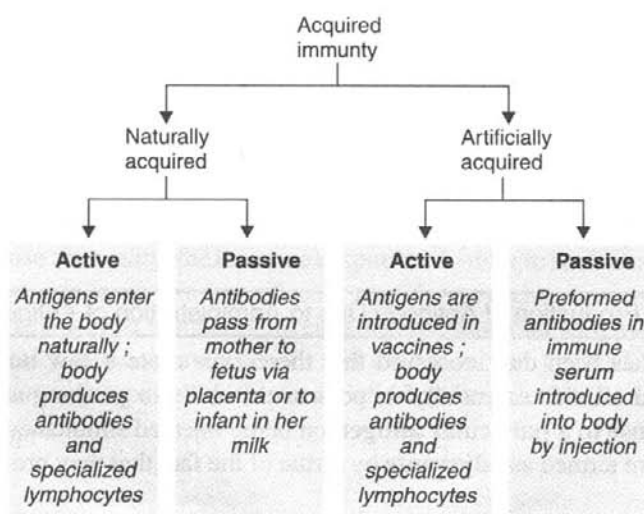 Acquired
immunty
Naturally
acquired
Artificially
acquired
Active
Antigens enter
the body
naturally ;
body
produces
antibodies
and
specialized
lymphocytes
Passive
Antibodies
pass from
mother to
fetus via
placenta or to
infant in her
milk
Active
Antigens are
introduced in
vaccines ;
body
produces
antibodies
and
specialized
lymphocytes
Passive
Preformed
antibodies in
immune
serum
introduced
into body
by injection